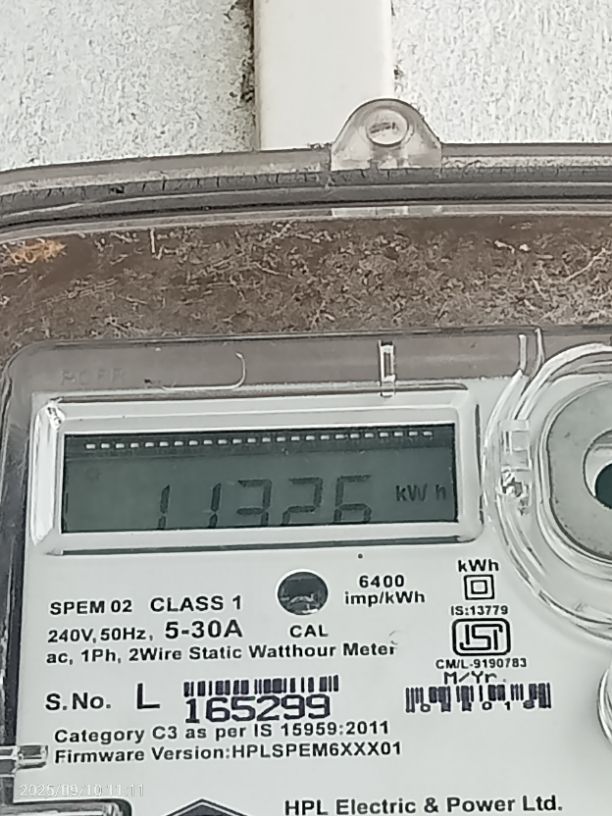 11326 kWh
6400
imp/kWh
kWh
SPEM 02 CLASS 1
IS:13779
240V, 50Hz, 5-30A
CAL
ISI
ac, 1Ph, 2Wire Static Watthour Meter
CM/L-9190783
M/Yr.
S.No. L 165299
Category C3 as per IS 15959:2011
Firmware Version:HPLSPEM6XXX01
2025/09/10 11:11
HPL Electric & Power Ltd.